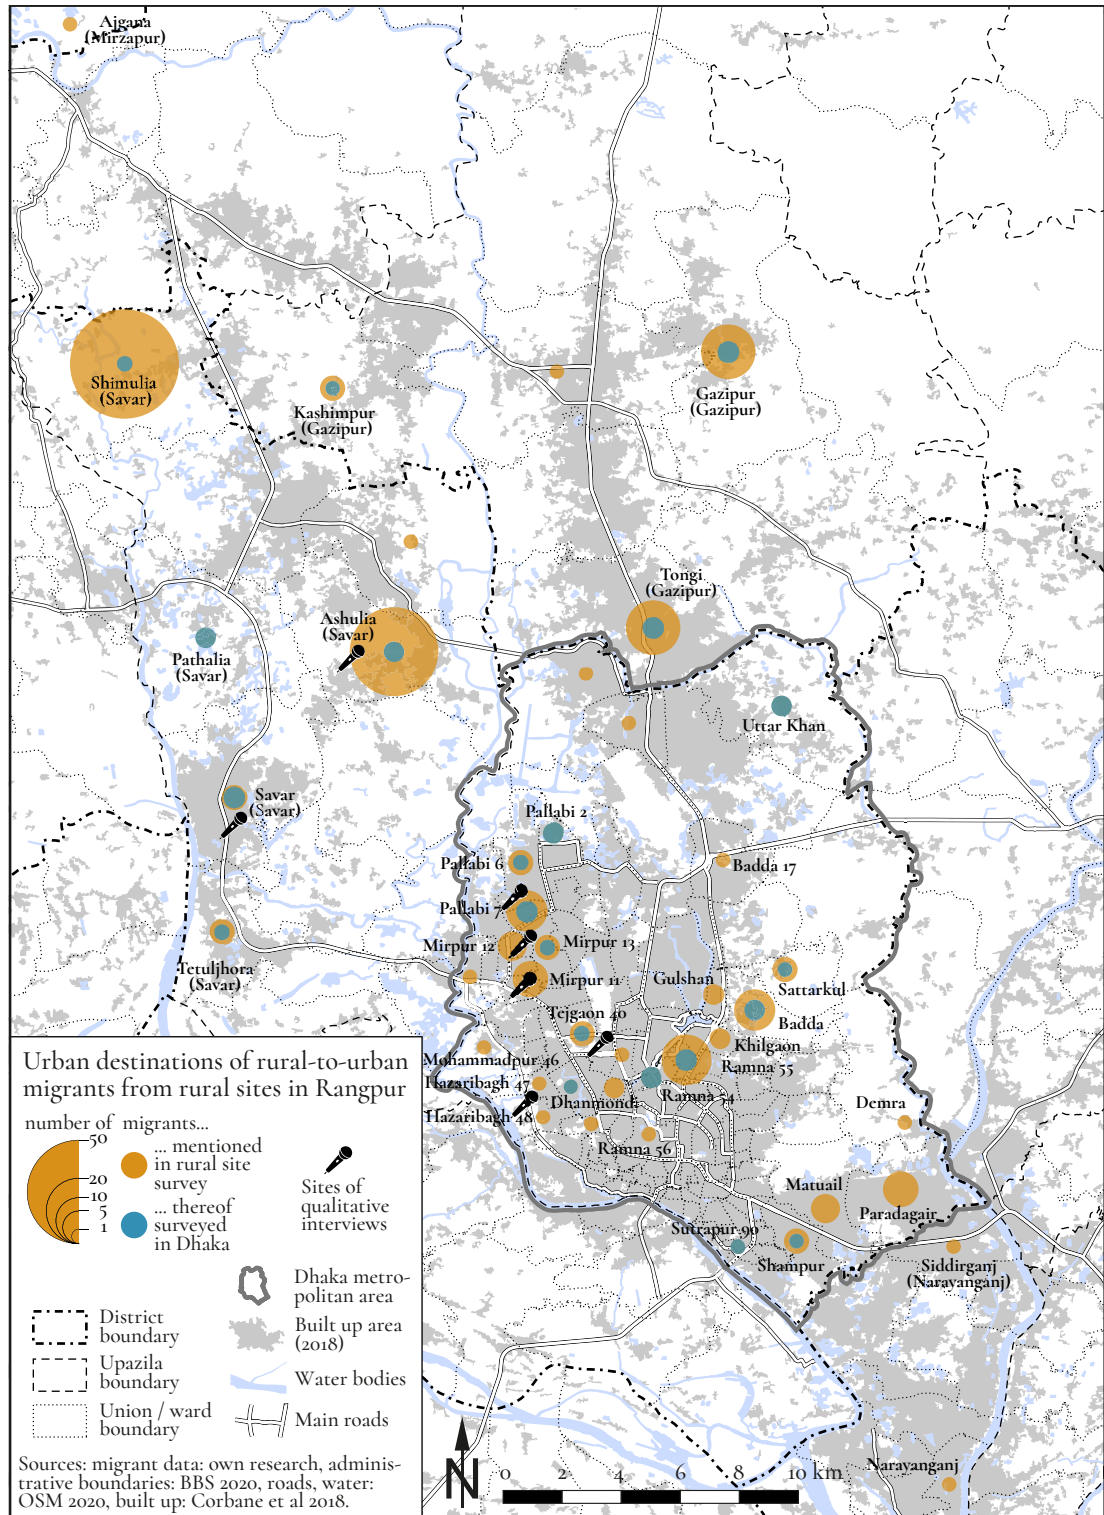 Ajgana
(Mirzapur)
Shimulia
(Savar)
Kashimpur
(Gazipur)
Gazipur
(Gazipur)
Tongi
(Gazipur)
Ashulia
(Savar)
Pathalia
(Savar)
Uttar Khan
Savar
(Savar)
Pallabi 2
Pallabi 6
Badda 17
Pallabi 7
Mirpur 12
Mirpur 13
Tetuljhora
(Savar)
Mirpur 11
Gulshan
Sattarkul
Tejgaon 40
Badda
Khilgaon
Mohammadpur 46
Ramna 55
Hazaribagh 47
Dhanmondi
Ramna 54
Hazaribagh 48
Demra
Ramna 56
Matuail
Paradagair
Sutrapur 90
Shampur
Siddirganj
(Narayanganj)
Narayanganj
Urban destinations of rural-to-urban
migrants from rural sites in Rangpur
number of migrants...
50
20
10
5
1
... mentioned
in rural site
survey
... thereof
surveyed
in Dhaka
Sites of
qualitative
interviews
Dhaka metro-
politan area
District
boundary
Built up area
(2018)
Upazila
boundary
Water bodies
Union / ward
boundary
Main roads
Sources: migrant data: own research, adminis-
trative boundaries: BBS 2020, roads, water:
OSM 2020, built up: Corbane et al 2018.
N
0 2 4 6 8 10 km